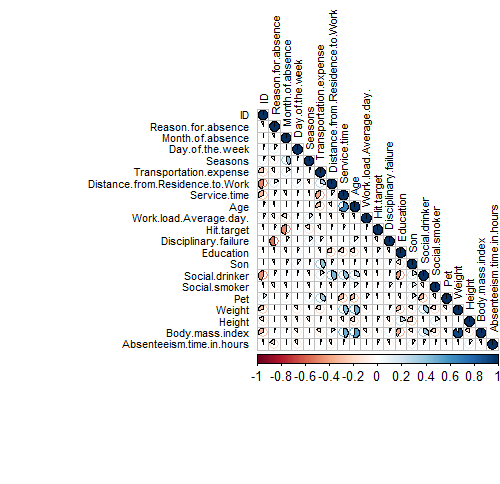 ID
Reason.for.absence
Month.of.absence
Day.of.the.week
Seasons
Transportation.expense
Distance.from.Residence.to.Work
Service.time
Age
Work.load.Average.day.
Hit.target
Disciplinary.failure
Education
Son
Social.drinker
Social.smoker
Pet
Weight
Height
Body.mass.index
Absenteeism.time.in.hours
ID
Reason.for.absence
Month.of.absence
Day.of.the.week
Seasons
Transportation.expense
Distance.from.Residence.to.Work
Service.time
Age
Work.load.Average.day.
Hit.target
Disciplinary.failure
Education
Son
Social.drinker
Social.smoker
Pet
Weight
Height
Body.mass.index
Absenteeism.time.in.hours
-1 -0.8 -0.6 -0.4 -0.2 0 0.2 0.4 0.6 0.8 1